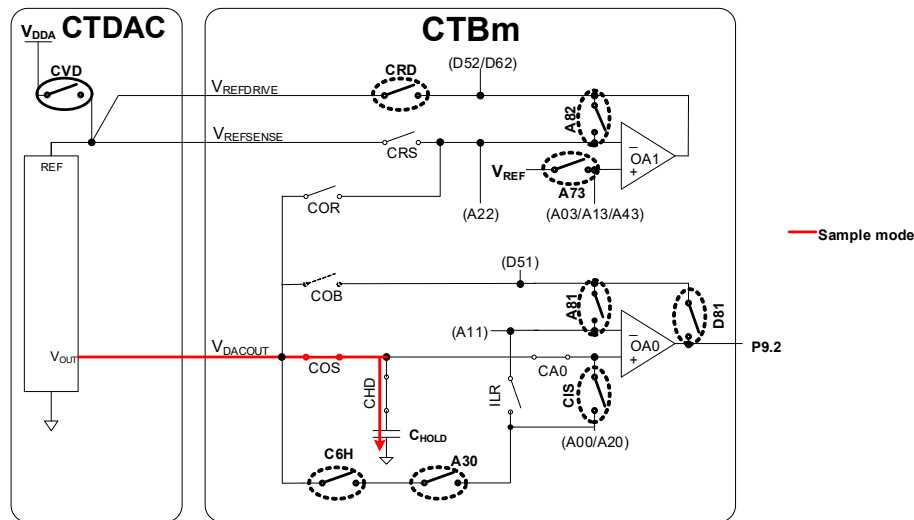 CTDAC
CTBm
VDDA
CVD
CRD
(D52/D62)
VREFDRIVE
A82
VREFSENSE
CRS
REF
−
OA1
+
VREF
A73
COR
(A22)
(A03/A13/A43)
Sample mode
(D51)
COB
A81
D81
(A11)
−
OA0
+
P9.2
VOUT
VDACOUT
COS
CA0
CHD
ILR
CIS
CHOLD
(A00/A20)
C6H
A30